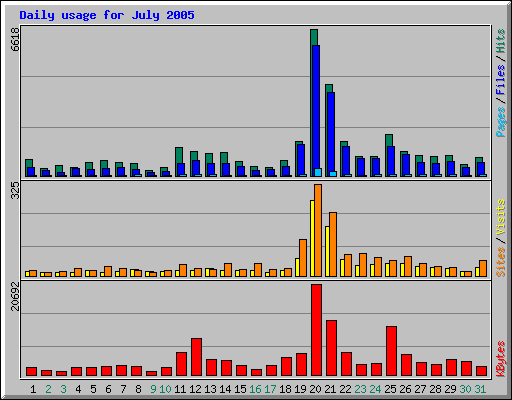 Daily usage for July 2005
6618
Pages / Files / Hits
325
Sites / Visits
20692
KBytes
1 2 3 4 5 6 7 8 9 10 11 12 13 14 15 16 17 18 19 20 21 22 23 24 25 26 27 28 29 30 31